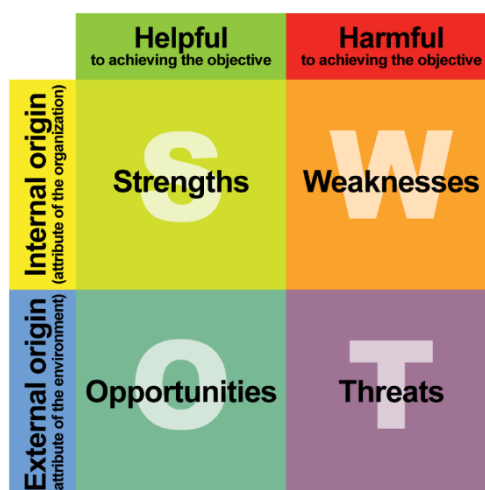 Helpful
to achieving the objective
Harmful
to achieving the objective
Internal origin
(attribute of the organization)
S
Strengths
W
Weaknesses
External origin
(attribute of the environment)
O
Opportunities
T
Threats